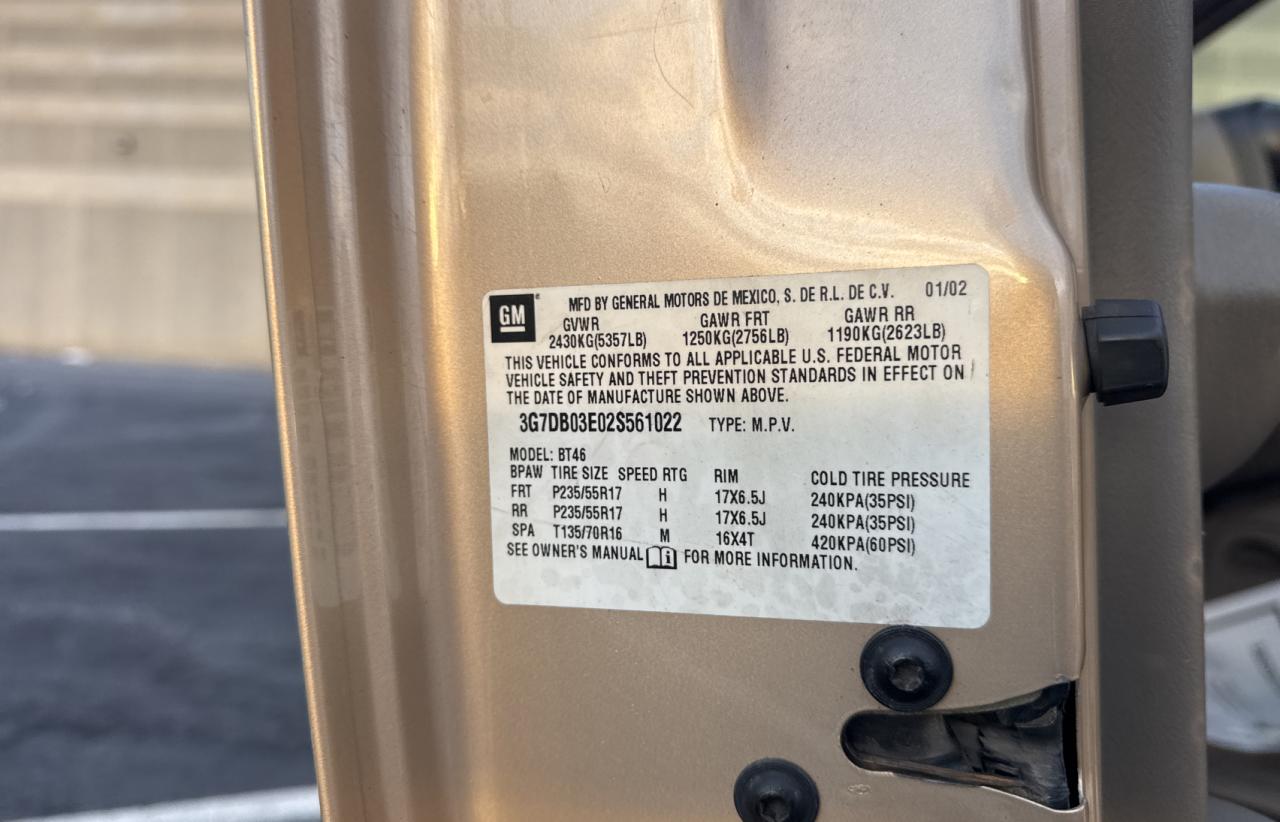 GM MFD BY GENERAL MOTORS DE MEXICO, S. DE R.L. DE C.V. 01/02
GVWR GAWR FRT GAWR RR
2430KG(5357LB) 1250KG(2756LB) 1190KG(2623LB)
THIS VEHICLE CONFORMS TO ALL APPLICABLE U.S. FEDERAL MOTOR
VEHICLE SAFETY AND THEFT PREVENTION STANDARDS IN EFFECT ON
THE DATE OF MANUFACTURE SHOWN ABOVE.
3G7DB03E02S561022 TYPE: M.P.V.
MODEL: BT46
BPAW TIRE SIZE SPEED RTG RIM COLD TIRE PRESSURE
FRT P235/55R17 H 17X6.5J 240KPA(35PSI)
RR P235/55R17 H 17X6.5J 240KPA(35PSI)
SPA T135/70R16 M 16X4T 420KPA(60PSI)
SEE OWNER'S MANUAL i FOR MORE INFORMATION.